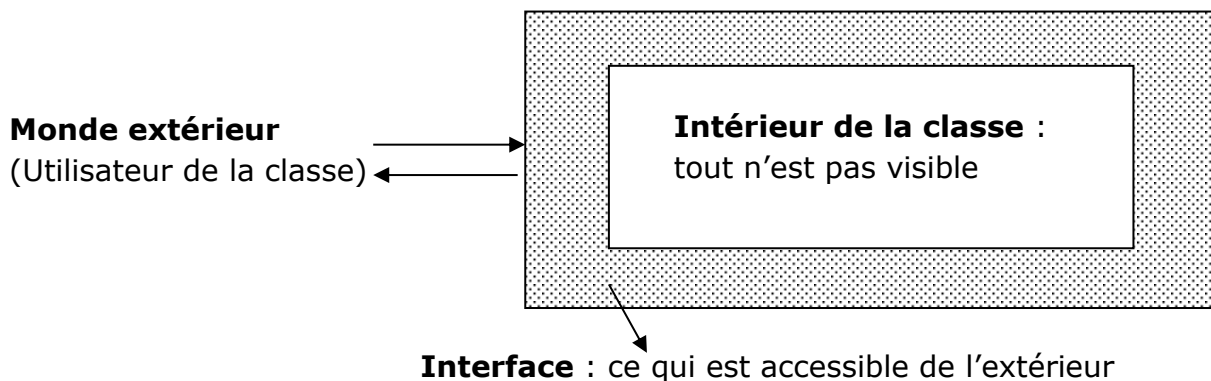 Monde extérieur
(Utilisateur de la classe)
Intérieur de la classe :
tout n’est pas visible
Interface : ce qui est accessible de l’extérieur